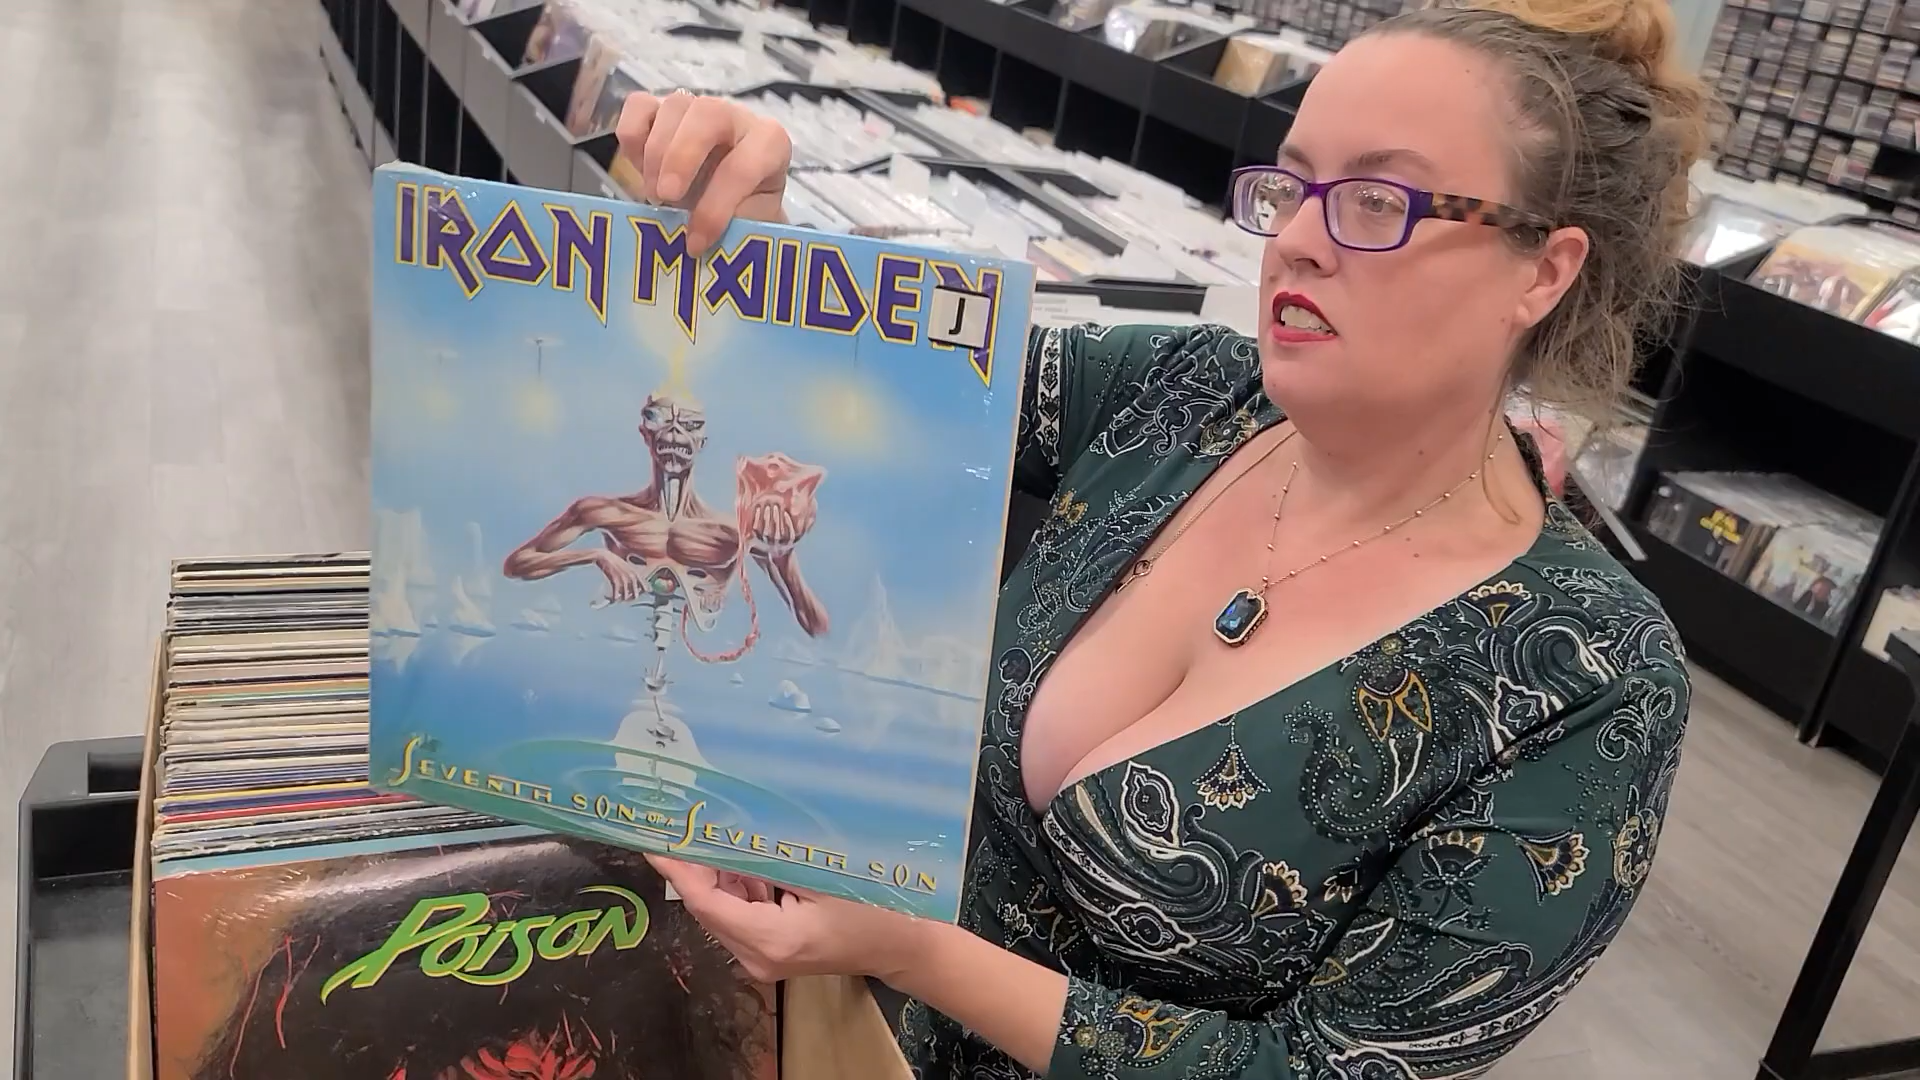 IRON MAIDEN
J
SEVENTH SON OF A SEVENTH SON
POISON